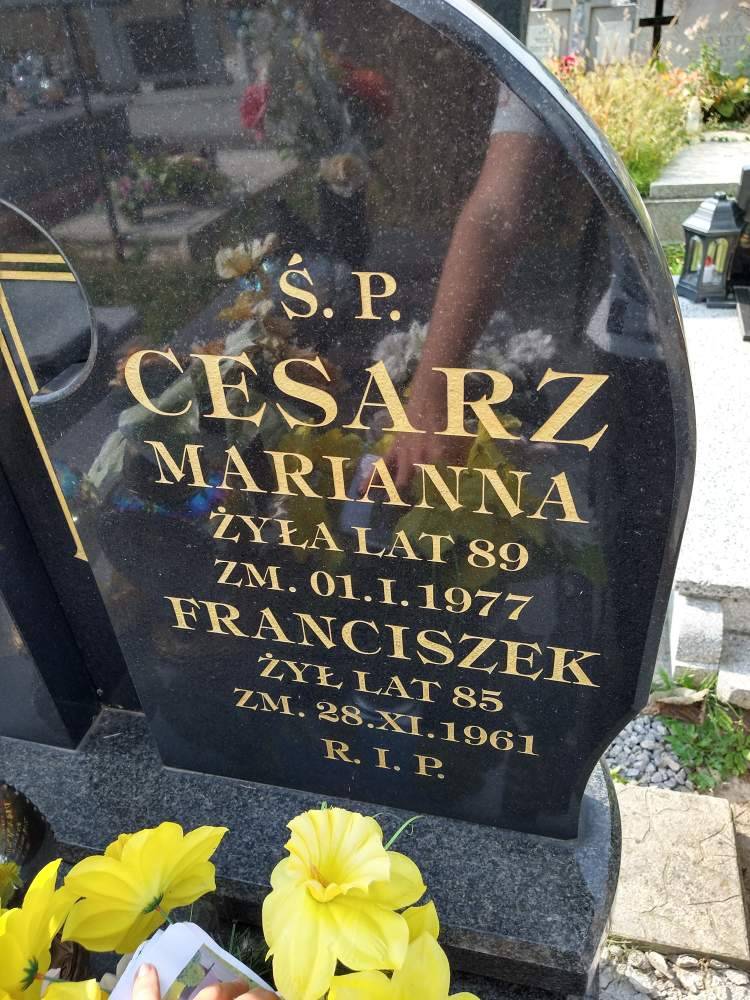 Ś. P.
CESARZ
MARIANNA
ŻYŁA LAT 89
ZM. 01.I.1977
FRANCISZEK
ŻYŁ LAT 85
ZM. 28.XI.1961
R. I. P.